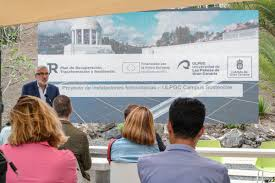 Plan de Recuperación,
Transformación y Resiliencia
Financiado por
la Unión Europea
ULPGC
Universidad de
Las Palmas de
Gran Canaria
Cabildo de
Gran Canaria
Proyecto de instalaciones fotovoltaicas - ULPGC Campus Sostenible